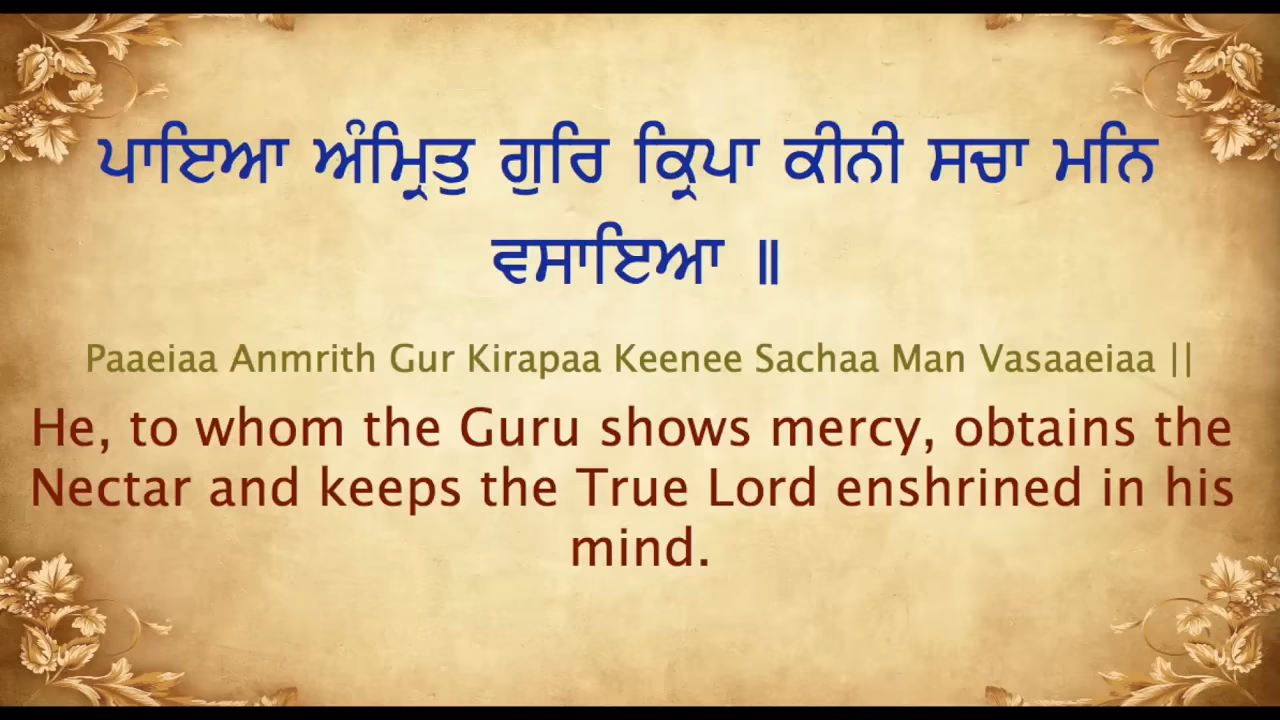 ਪਾਇਆ ਅੰਮ੍ਰਿਤੁ ਗੁਰਿ ਕ੍ਰਿਪਾ ਕੀਨੀ ਸਚਾ ਮਨਿ
ਵਸਾਇਆ ॥
Paaeiaa Anmrith Gur Kirapaa Keenee Sachaa Man Vasaaeiaa ||
He, to whom the Guru shows mercy, obtains the
Nectar and keeps the True Lord enshrined in his
mind.